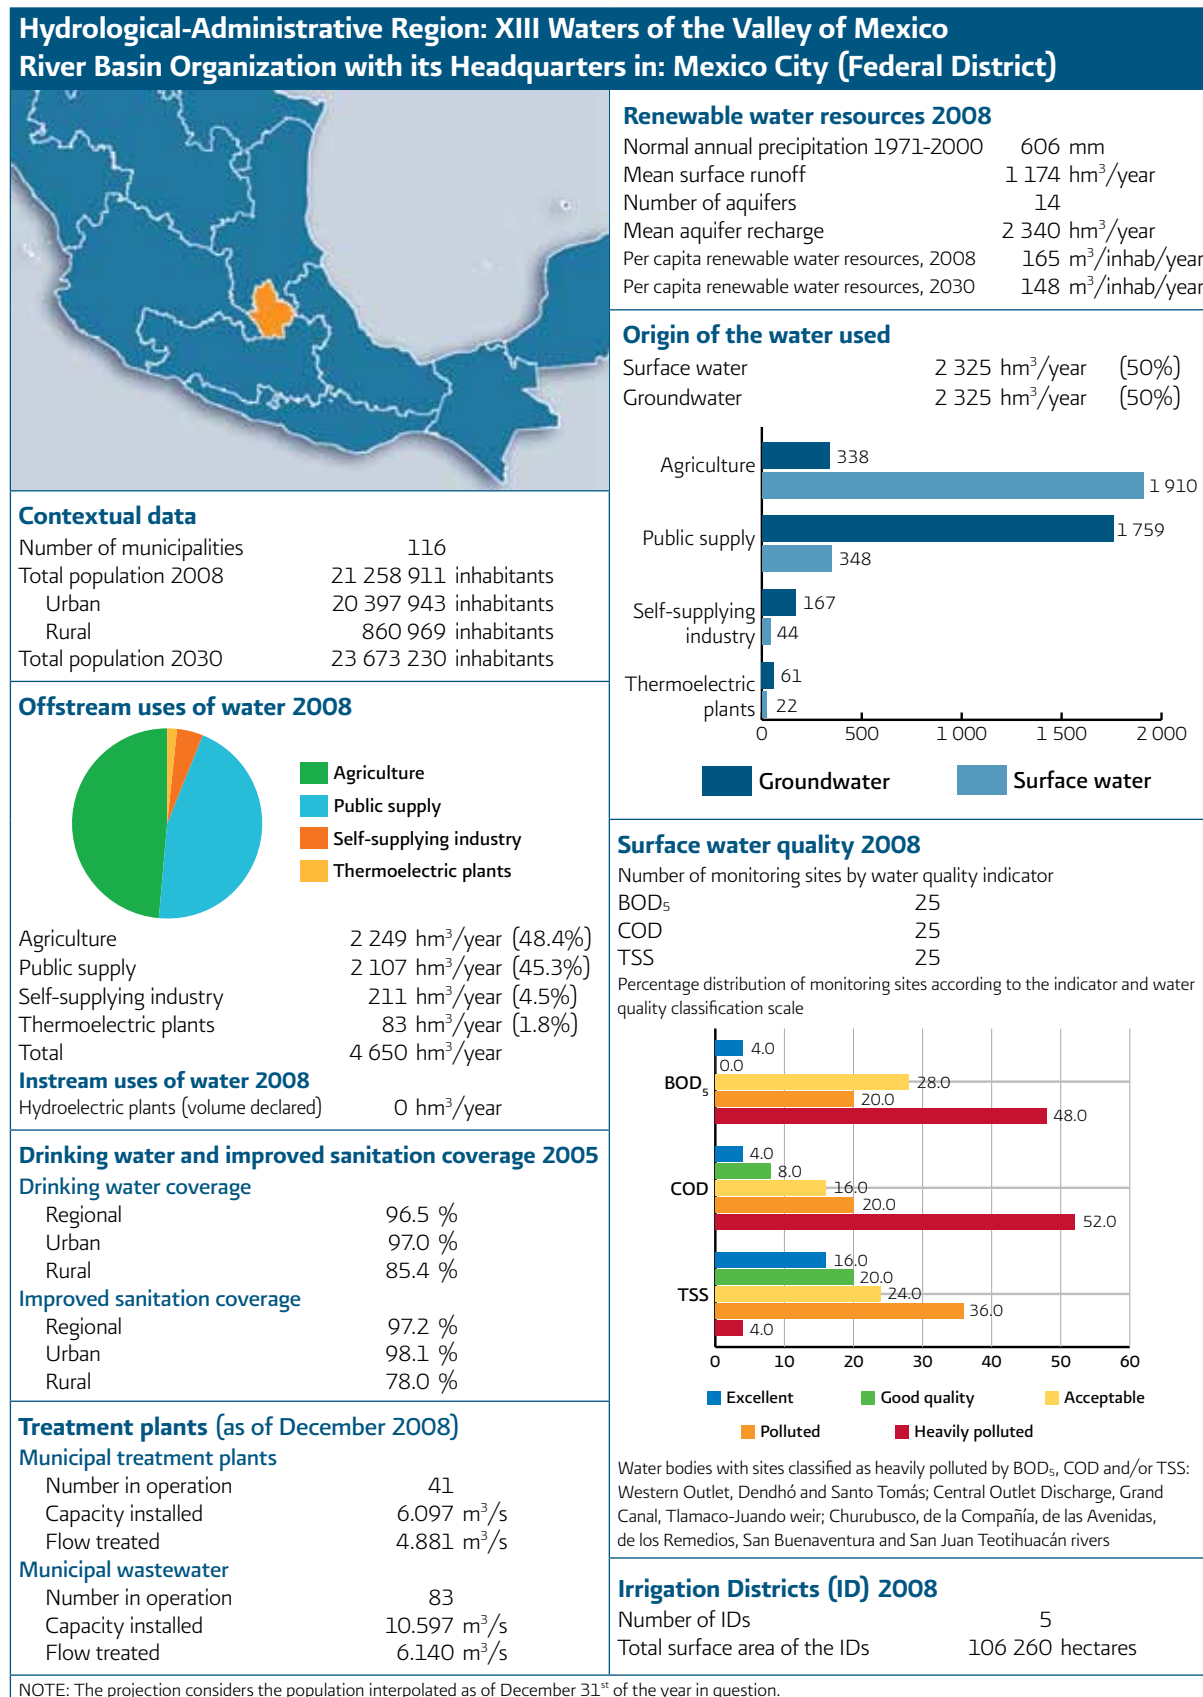 Hydrological-Administrative Region: XIII Waters of the Valley of Mexico
River Basin Organization with its Headquarters in: Mexico City (Federal District)
Contextual data
Number of municipalities 116
Total population 2008 21 258 911 inhabitants
Urban 20 397 943 inhabitants
Rural 860 969 inhabitants
Total population 2030 23 673 230 inhabitants
Offstream uses of water 2008
Agriculture
Public supply
Self-supplying industry
Thermoelectric plants
Agriculture 2 249 hm³/year (48.4%)
Public supply 2 107 hm³/year (45.3%)
Self-supplying industry 211 hm³/year (4.5%)
Thermoelectric plants 83 hm³/year (1.8%)
Total 4 650 hm³/year
Instream uses of water 2008
Hydroelectric plants (volume declared) 0 hm³/year
Drinking water and improved sanitation coverage 2005
Drinking water coverage
Regional 96.5 %
Urban 97.0 %
Rural 85.4 %
Improved sanitation coverage
Regional 97.2 %
Urban 98.1 %
Rural 78.0 %
Treatment plants (as of December 2008)
Municipal treatment plants
Number in operation 41
Capacity installed 6.097 m³/s
Flow treated 4.881 m³/s
Municipal wastewater
Number in operation 83
Capacity installed 10.597 m³/s
Flow treated 6.140 m³/s
Renewable water resources 2008
Normal annual precipitation 1971-2000 606 mm
Mean surface runoff 1 174 hm³/year
Number of aquifers 14
Mean aquifer recharge 2 340 hm³/year
Per capita renewable water resources, 2008 165 m³/inhab/year
Per capita renewable water resources, 2030 148 m³/inhab/year
Origin of the water used
Surface water 2 325 hm³/year (50%)
Groundwater 2 325 hm³/year (50%)
Agriculture 338
1 910
Public supply 1 759
348
Self-supplying 167
industry 44
Thermoelectric 61
plants 22
0 500 1 000 1 500 2 000
Groundwater Surface water
Surface water quality 2008
Number of monitoring sites by water quality indicator
BOD₅ 25
COD 25
TSS 25
Percentage distribution of monitoring sites according to the indicator and water
quality classification scale
4.0
0.0
BOD₅ 28.0
20.0
48.0
4.0
8.0
COD 16.0
20.0
52.0
16.0
20.0
TSS 24.0
36.0
4.0
0 10 20 30 40 50 60
Excellent Good quality Acceptable
Polluted Heavily polluted
Water bodies with sites classified as heavily polluted by BOD₅, COD and/or TSS:
Western Outlet, Dendhó and Santo Tomás; Central Outlet Discharge, Grand
Canal, Tlamaco-Juando weir; Churubusco, de la Compañía, de las Avenidas,
de los Remedios, San Buenaventura and San Juan Teotihuacán rivers
Irrigation Districts (ID) 2008
Number of IDs 5
Total surface area of the IDs 106 260 hectares
NOTE: The projection considers the population interpolated as of December 31ˢᵗ of the year in question.